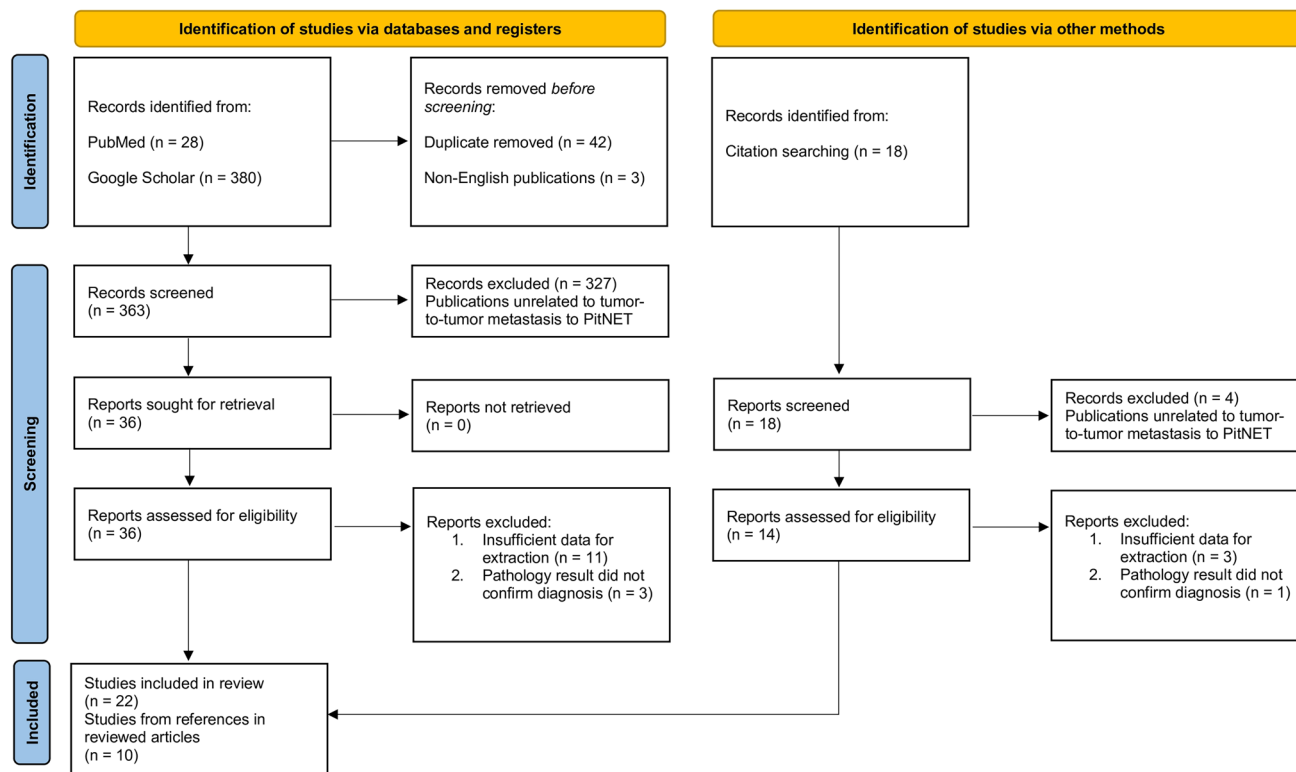 Identification of studies via databases and registers
Identification of studies via other methods
Identification
Records identified from:
PubMed (n = 28)
Google Scholar (n = 380)
Records removed before
screening:
Duplicate removed (n = 42)
Non-English publications (n = 3)
Records identified from:
Citation searching (n = 18)
Screening
Records screened
(n = 363)
Records excluded (n = 327)
Publications unrelated to tumor-
to-tumor metastasis to PitNET
Reports sought for retrieval
(n = 36)
Reports not retrieved
(n = 0)
Reports screened
(n = 18)
Records excluded (n = 4)
Publications unrelated to tumor-
to-tumor metastasis to PitNET
Reports assessed for eligibility
(n = 36)
Reports excluded:
1. Insufficient data for
extraction (n = 11)
2. Pathology result did not
confirm diagnosis (n = 3)
Reports assessed for eligibility
(n = 14)
Reports excluded:
1. Insufficient data for
extraction (n = 3)
2. Pathology result did not
confirm diagnosis (n = 1)
Included
Studies included in review
(n = 22)
Studies from references in
reviewed articles
(n = 10)